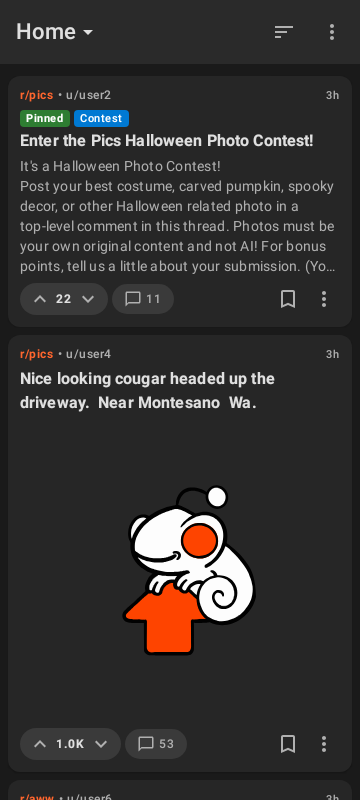 Home
r/pics • u/user2 3h
Pinned Contest
Enter the Pics Halloween Photo Contest!
It's a Halloween Photo Contest!
Post your best costume, carved pumpkin, spooky
decor, or other Halloween related photo in a
top-level comment in this thread. Photos must be
your own original content and not AI! For bonus
points, tell us a little about your submission. (Yo...
22 11
r/pics • u/user4 3h
Nice looking cougar headed up the
driveway. Near Montesano Wa.
1.0K 53
r/aww • u/user6 3h